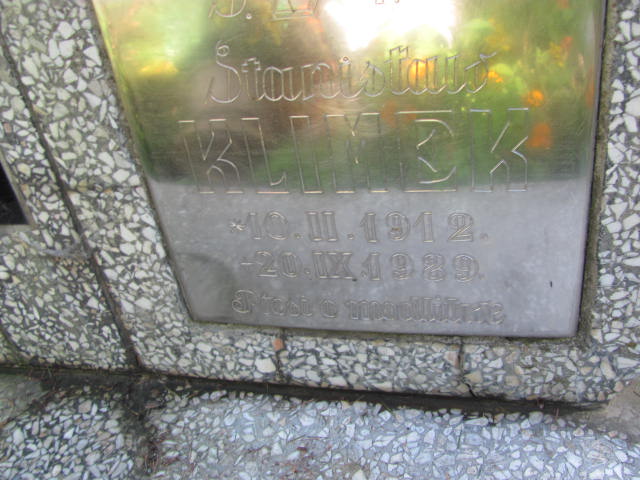 Stanisław
KLIMEK
*10.II.1912.
+20.IX.1989.
Prosi o modlitwę